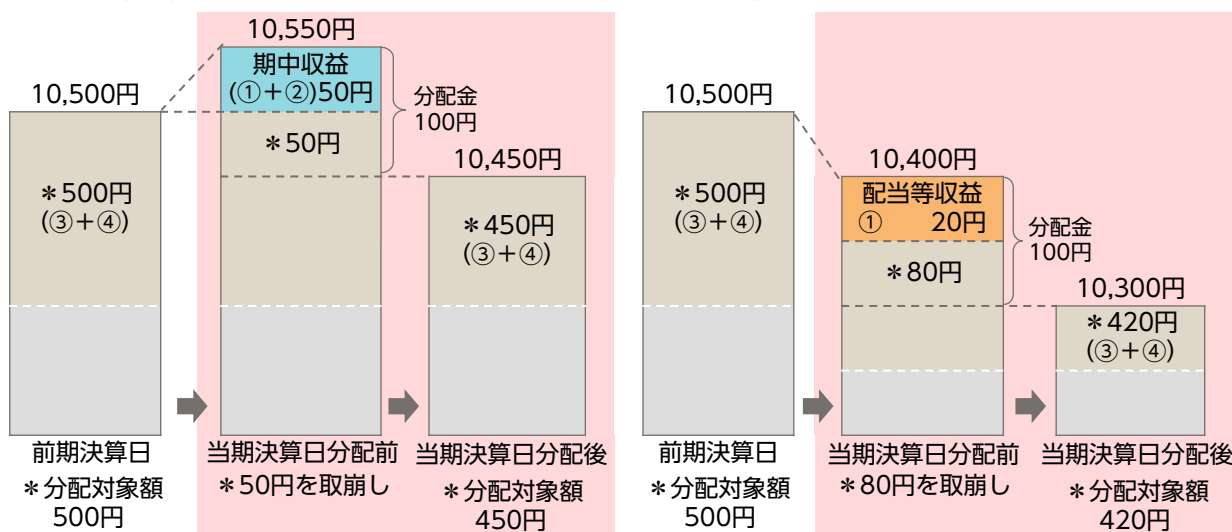 10,500円
＊500円
(③＋④)
前期決算日
＊分配対象額
500円
10,550円
期中収益
(①＋②)50円
＊50円
分配金
100円
当期決算日分配前
＊50円を取崩し
10,450円
＊450円
(③＋④)
当期決算日分配後
＊分配対象額
450円
10,500円
＊500円
(③＋④)
前期決算日
＊分配対象額
500円
10,400円
配当等収益
① 20円
＊80円
分配金
100円
当期決算日分配前
＊80円を取崩し
10,300円
＊420円
(③＋④)
当期決算日分配後
＊分配対象額
420円